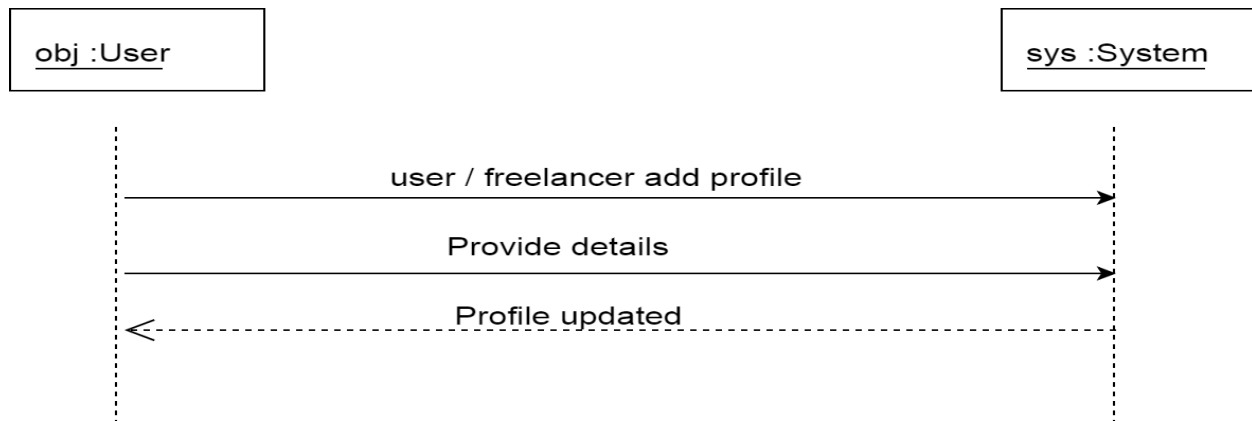 obj :User
sys :System
user / freelancer add profile
Provide details
Profile updated